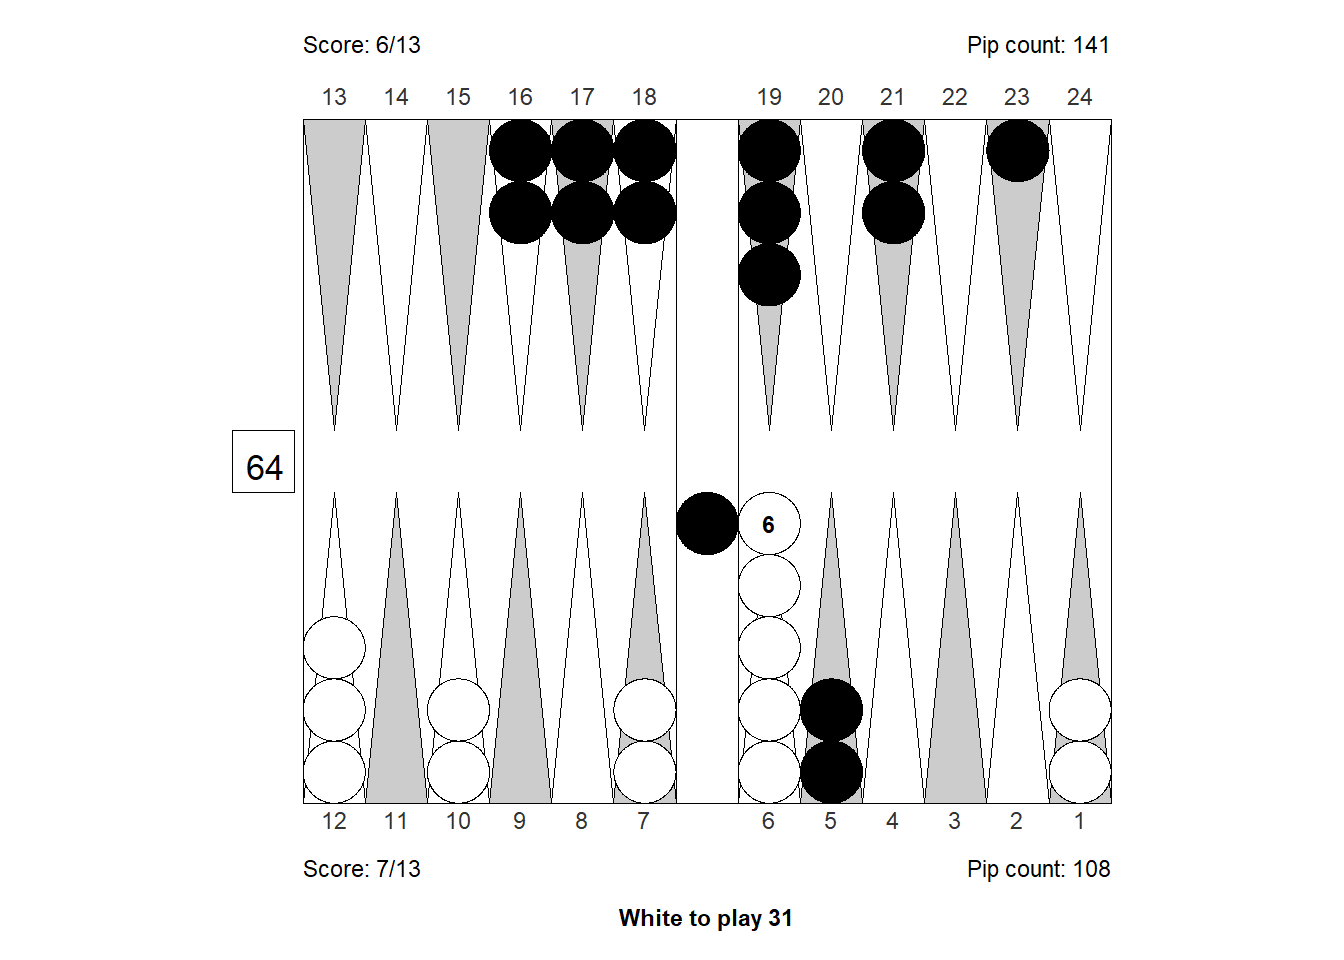 Score: 6/13 Pip count: 141
13 14 15 16 17 18 19 20 21 22 23 24
64
6
12 11 10 9 8 7 6 5 4 3 2 1
Score: 7/13 Pip count: 108
White to play 31